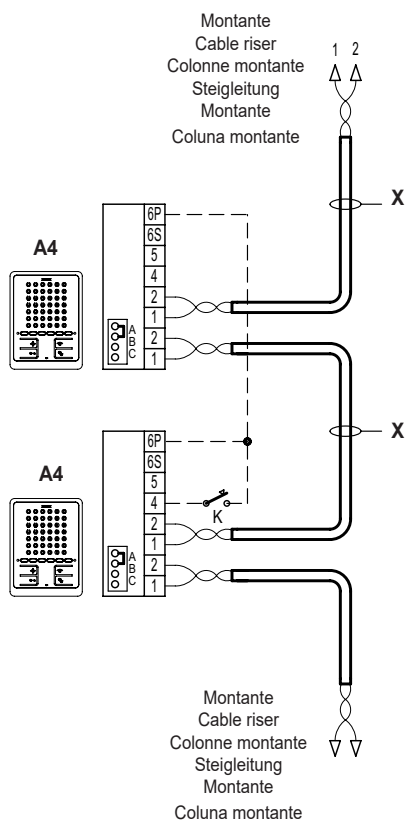 Montante
Cable riser
Colonne montante
Steigleitung
Montante
Coluna montante
1 2
X
A4
6P
6S
5
4
2
1
2
1
A
B
C
X
A4
6P
6S
5
4
2
1
2
1
K
A
B
C
Montante
Cable riser
Colonne montante
Steigleitung
Montante
Coluna montante